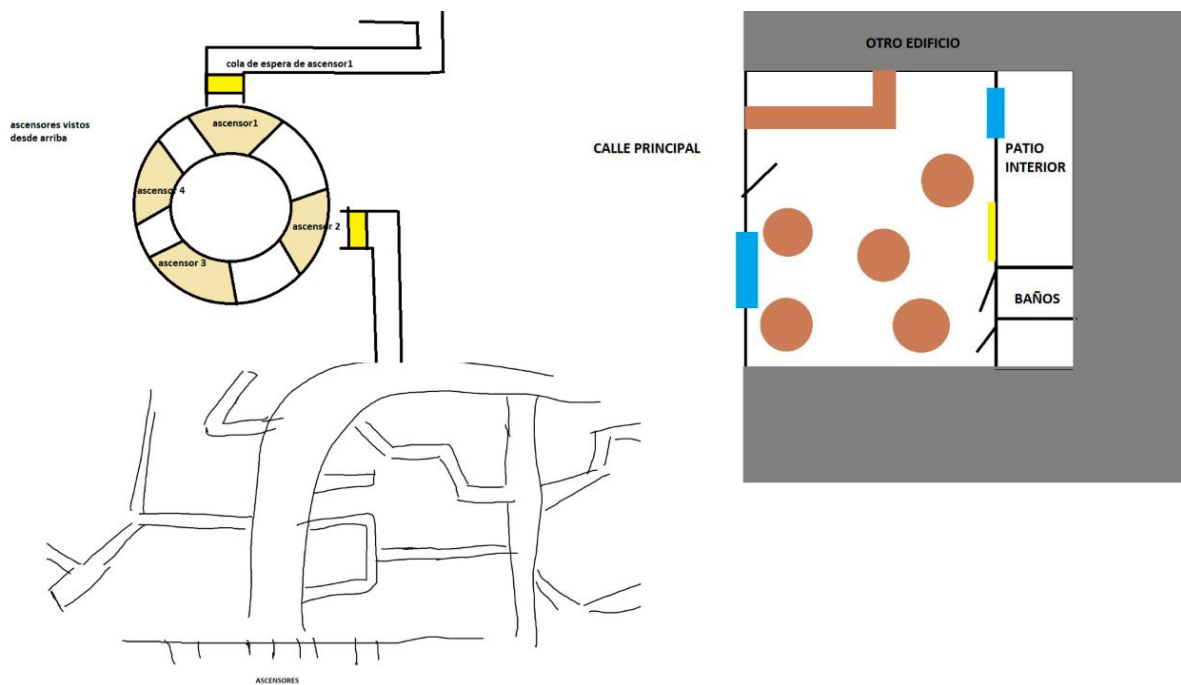 cola de espera de ascensor1
ascensores vistos
desde arriba
ascensor1
ascensor 4
ascensor 2
ascensor 3
ASCENSORES
OTRO EDIFICIO
CALLE PRINCIPAL
PATIO
INTERIOR
BAÑOS